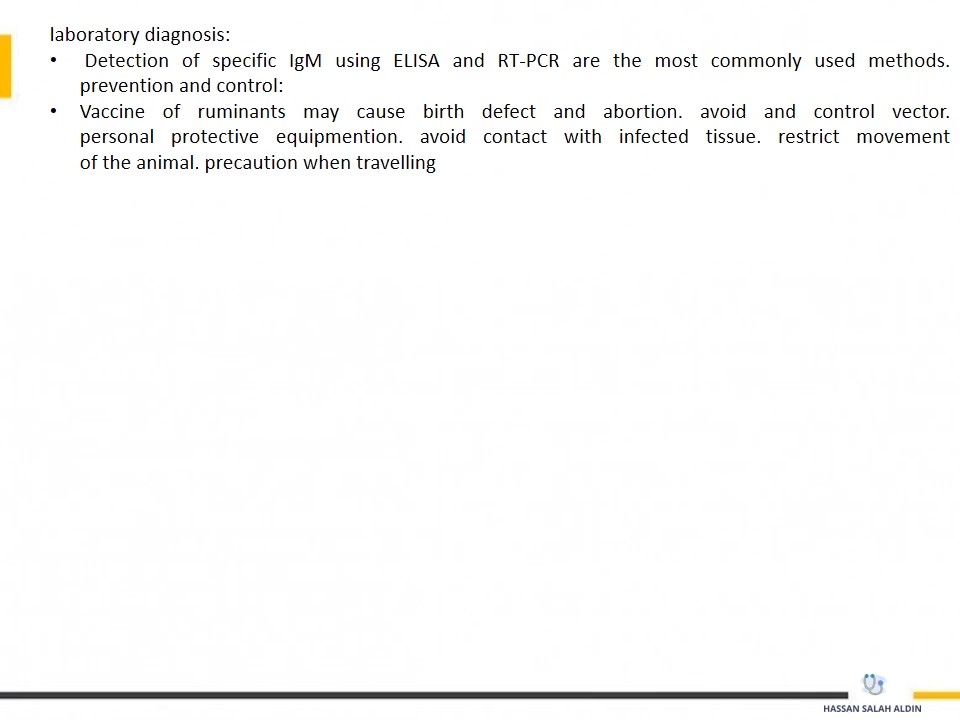 laboratory diagnosis:
• Detection of specific IgM using ELISA and RT-PCR are the most commonly used methods.
prevention and control:
• Vaccine of ruminants may cause birth defect and abortion. avoid and control vector.
personal protective equipmention. avoid contact with infected tissue. restrict movement
of the animal. precaution when travelling
HASSAN SALAH ALDIN